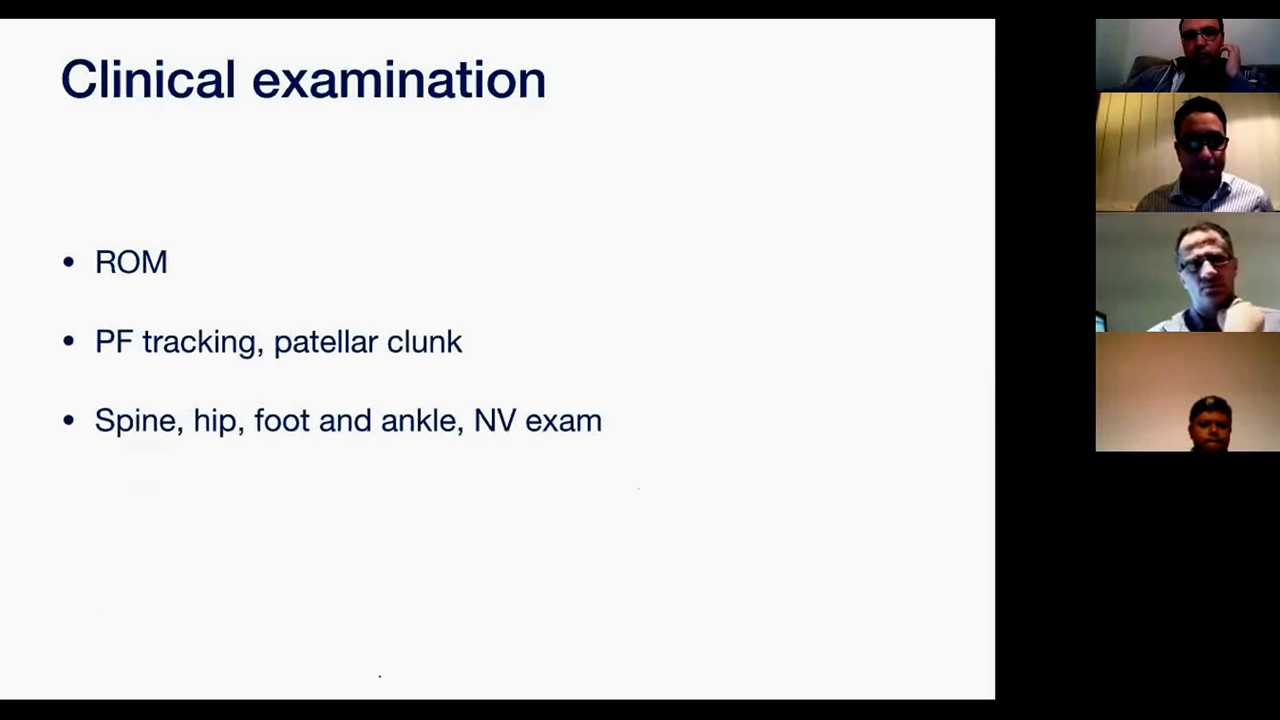 Clinical examination
• ROM
• PF tracking, patellar clunk
• Spine, hip, foot and ankle, NV exam